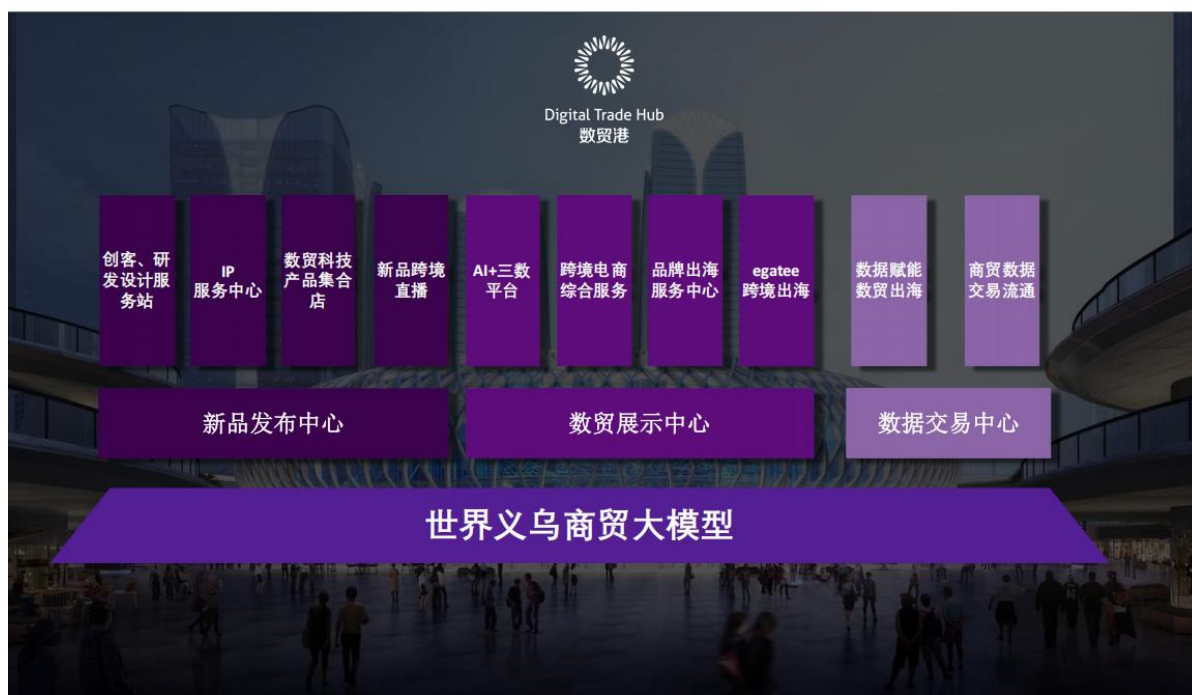 Digital Trade Hub
数贸港
创客、研
发设计服
务站
IP
服务中心
数贸科技
产品集合
店
新品跨境
直播
AI+三数
平台
跨境电商
综合服务
品牌出海
服务中心
egatee
跨境出海
数据赋能
数贸出海
商贸数据
交易流通
新品发布中心
数贸展示中心
数据交易中心
世界义乌商贸大模型